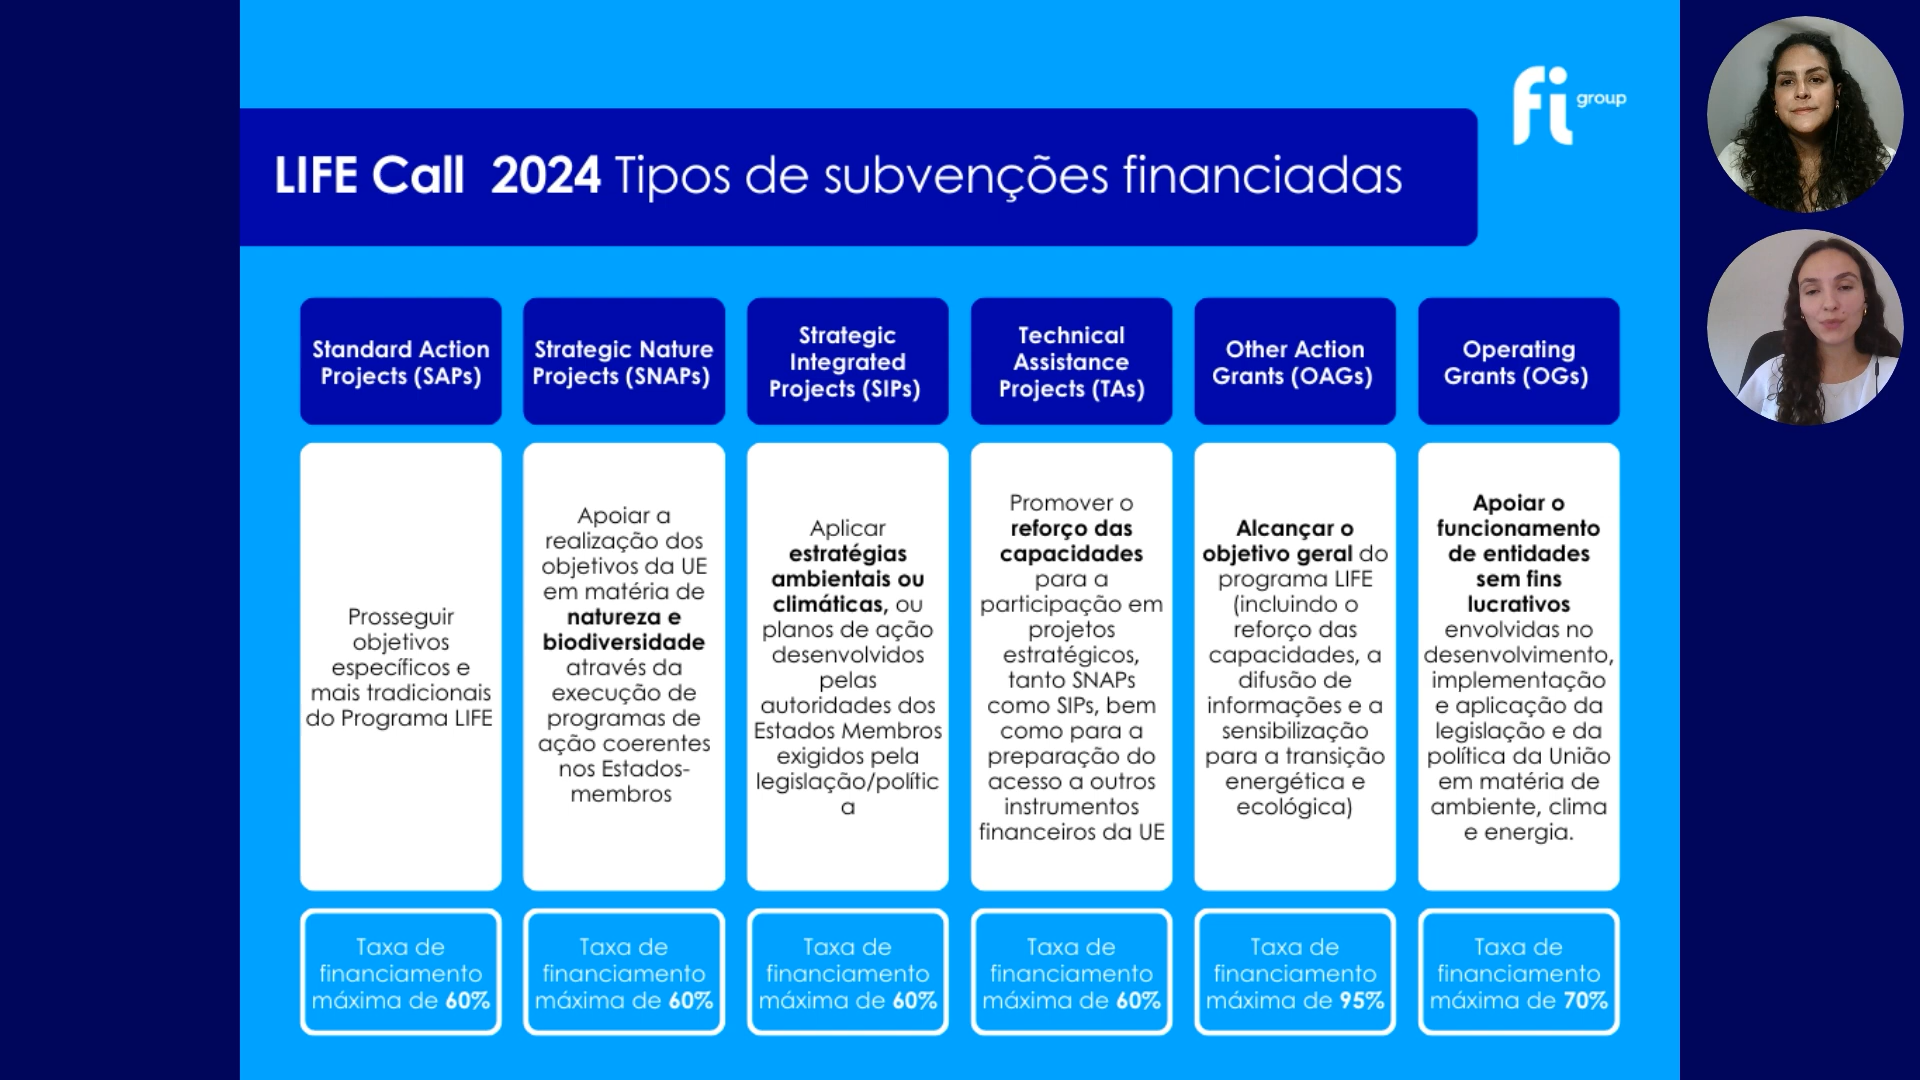 fi group
LIFE Call 2024 Tipos de subvenções financiadas
Standard Action
Projects (SAPs)
Prosseguir
objetivos
específicos e
mais tradicionais
do Programa LIFE
Taxa de
financiamento
máxima de 60%
Strategic Nature
Projects (SNAPs)
Apoiar a
realização dos
objetivos da UE
em matéria de
natureza e
biodiversidade
através da
execução de
programas de
ação coerentes
nos Estados-
membros
Taxa de
financiamento
máxima de 60%
Strategic
Integrated
Projects (SIPs)
Aplicar
estratégias
ambientais ou
climáticas, ou
planos de ação
desenvolvidos
pelas
autoridades dos
Estados Membros
exigidos pela
legislação/polític
a
Taxa de
financiamento
máxima de 60%
Technical
Assistance
Projects (TAs)
Promover o
reforço das
capacidades
para a
participação em
projetos
estratégicos,
tanto SNAPs
como SIPs, bem
como para a
preparação do
acesso a outros
instrumentos
financeiros da UE
Taxa de
financiamento
máxima de 60%
Other Action
Grants (OAGs)
Alcançar o
objetivo geral do
programa LIFE
(incluindo o
reforço das
capacidades, a
difusão de
informações e a
sensibilização
para a transição
energética e
ecológica)
Taxa de
financiamento
máxima de 95%
Operating
Grants (OGs)
Apoiar o
funcionamento
de entidades
sem fins
lucrativos
envolvidas no
desenvolvimento,
implementação
e aplicação da
legislação e da
política da União
em matéria de
ambiente, clima
e energia.
Taxa de
financiamento
máxima de 70%